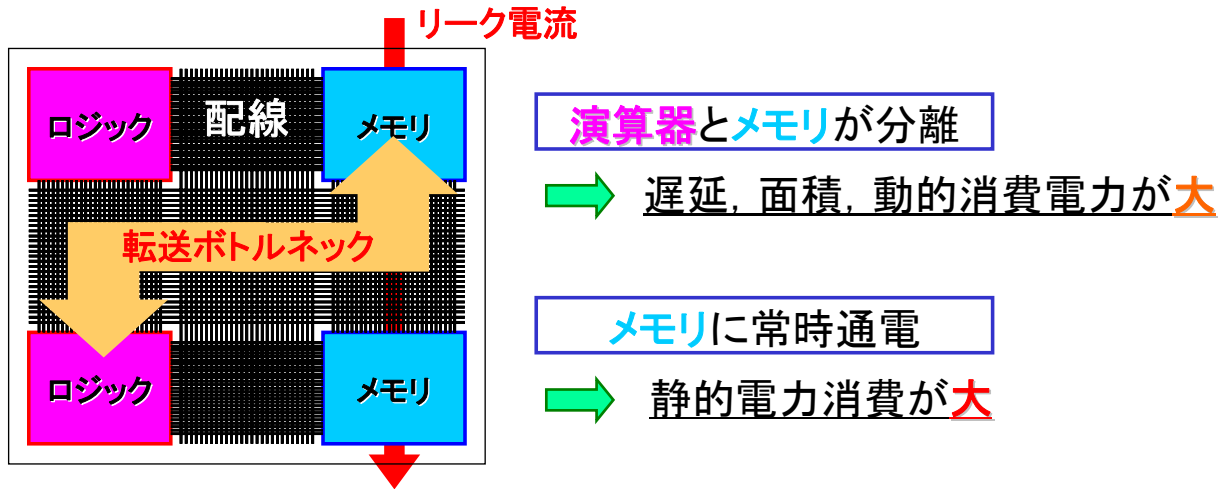 リーク電流
ロジック
配線
メモリ
転送ボトルネック
ロジック
メモリ
演算器とメモリが分離
遅延, 面積, 動的消費電力が大
メモリに常時通電
静的電力消費が大